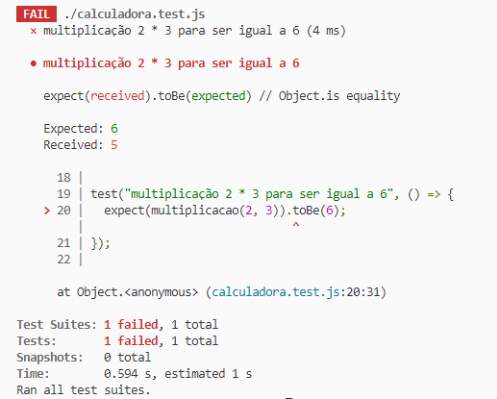 FAIL ./calculadora.test.js
× multiplicação 2 * 3 para ser igual a 6 (4 ms)
● multiplicação 2 * 3 para ser igual a 6
expect(received).toBe(expected) // Object.is equality
Expected: 6
Received: 5
18 |
19 | test("multiplicação 2 * 3 para ser igual a 6", () => {
> 20 |   expect(multiplicacao(2, 3)).toBe(6);
|                               ^
21 | });
22 |
at Object.<anonymous> (calculadora.test.js:20:31)
Test Suites: 1 failed, 1 total
Tests:       1 failed, 1 total
Snapshots:   0 total
Time:        0.594 s, estimated 1 s
Ran all test suites.